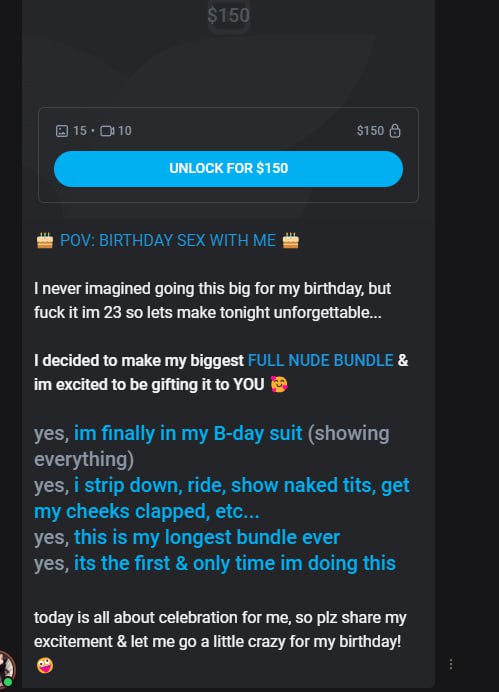 $150
15 • 10 $150
UNLOCK FOR $150
🎂 POV: BIRTHDAY SEX WITH ME 🎂
I never imagined going this big for my birthday, but
fuck it im 23 so lets make tonight unforgettable...
I decided to make my biggest FULL NUDE BUNDLE &
im excited to be gifting it to YOU 🥰
yes, im finally in my B-day suit (showing
everything)
yes, i strip down, ride, show naked tits, get
my cheeks clapped, etc...
yes, this is my longest bundle ever
yes, its the first & only time im doing this
today is all about celebration for me, so plz share my
excitement & let me go a little crazy for my birthday!
🤪